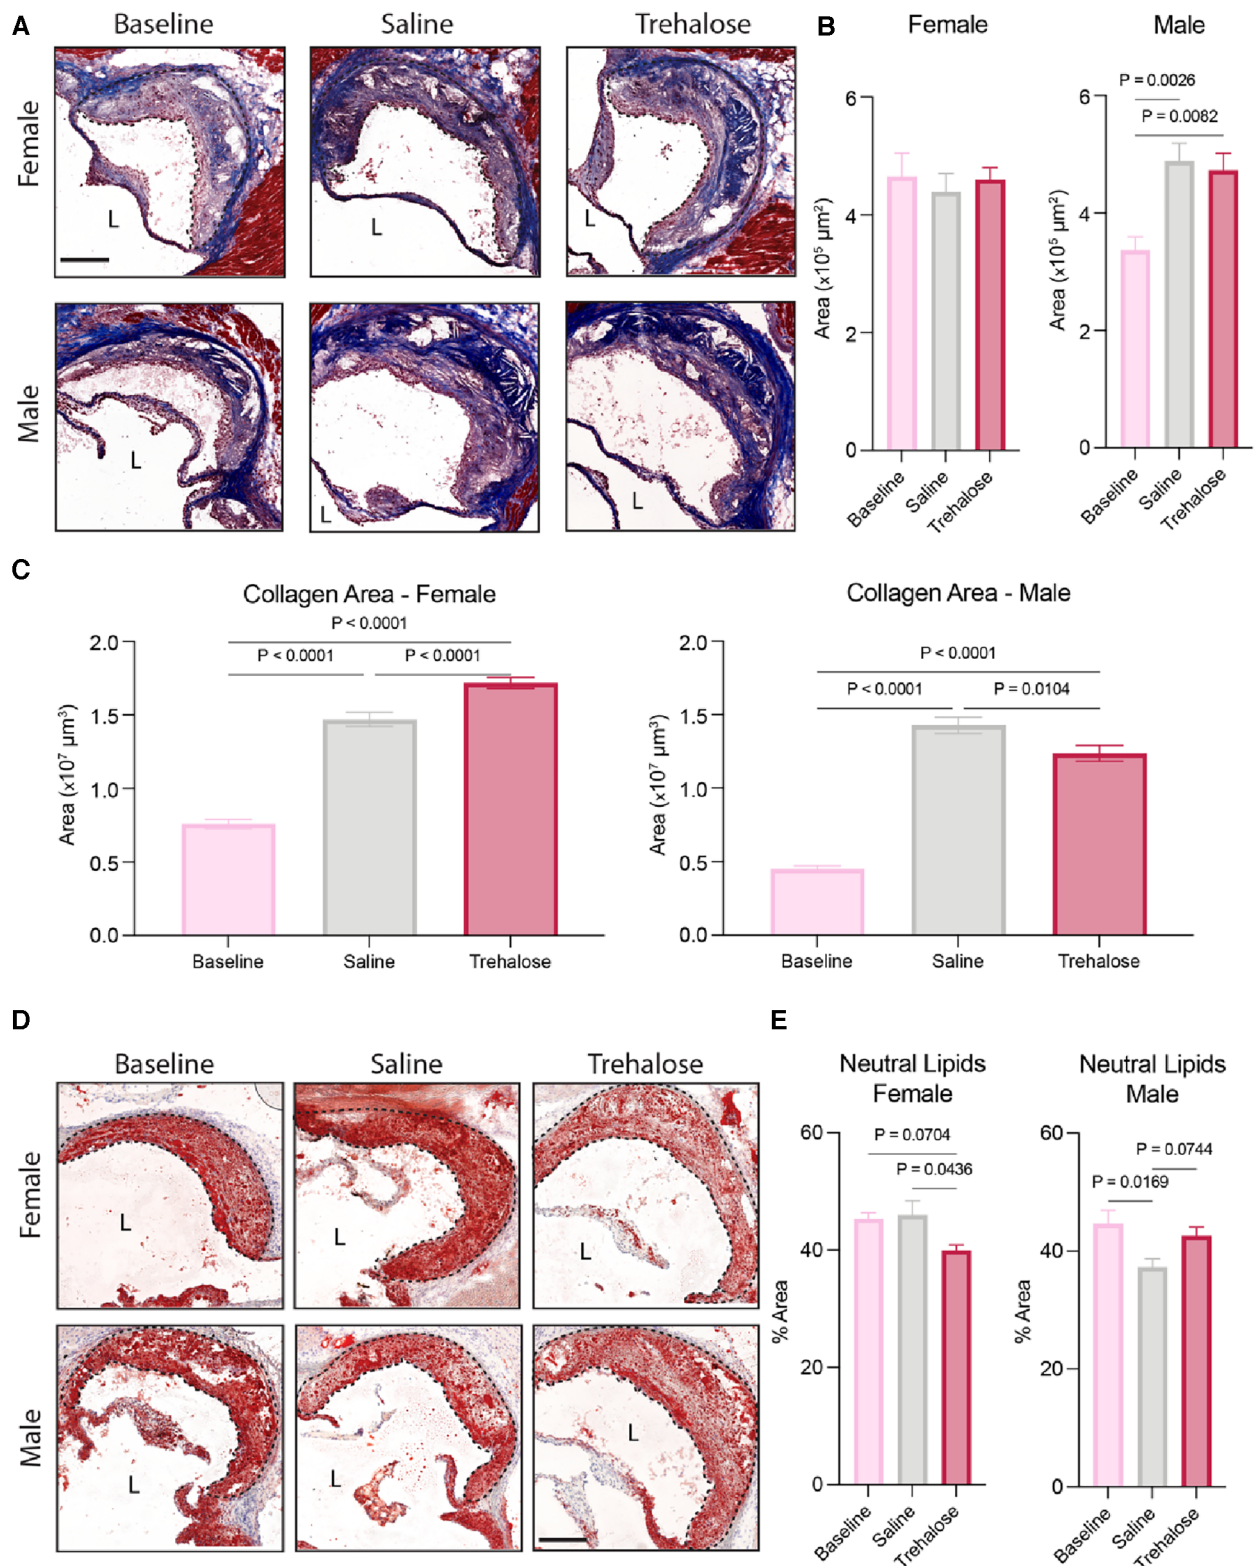 A
Baseline
Saline
Trehalose
Female
L
L
L
Male
L
L
L
B
Female
Male
Area (x10⁵ µm²)
6
4
2
0
Baseline
Saline
Trehalose
P = 0.0026
P = 0.0082
Area (x10⁵ µm²)
6
4
2
0
Baseline
Saline
Trehalose
C
Collagen Area - Female
P < 0.0001
P < 0.0001
P < 0.0001
Area (x10⁷ µm³)
2.0
1.5
1.0
0.5
0.0
Baseline
Saline
Trehalose
Collagen Area - Male
P < 0.0001
P < 0.0001
P = 0.0104
Area (x10⁷ µm³)
2.0
1.5
1.0
0.5
0.0
Baseline
Saline
Trehalose
D
Baseline
Saline
Trehalose
Female
L
L
L
Male
L
L
L
E
Neutral Lipids
Female
P = 0.0704
P = 0.0436
% Area
60
40
20
0
Baseline
Saline
Trehalose
Neutral Lipids
Male
P = 0.0744
P = 0.0169
% Area
60
40
20
0
Baseline
Saline
Trehalose